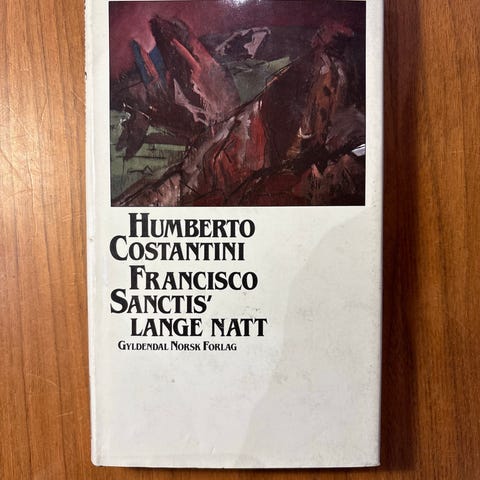 HUMBERTO
COSTANTINI
FRANCISCO
SANCTIS'
LANGE NATT
GYLDENDAL NORSK FORLAG